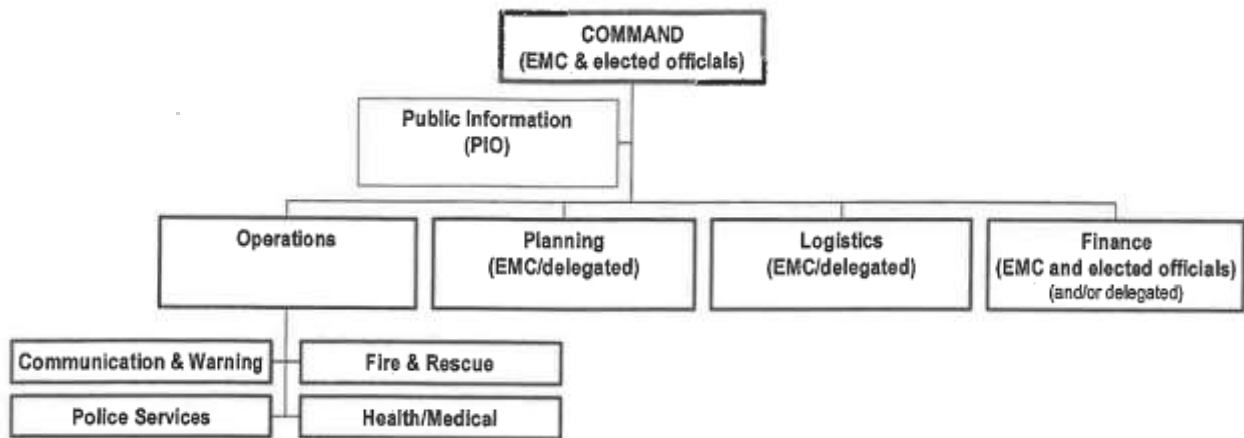 COMMAND
(EMC & elected officials)
Public Information
(PIO)
Operations
Planning
(EMC/delegated)
Logistics
(EMC/delegated)
Finance
(EMC and elected officials)
(and/or delegated)
Communication & Warning
Fire & Rescue
Police Services
Health/Medical